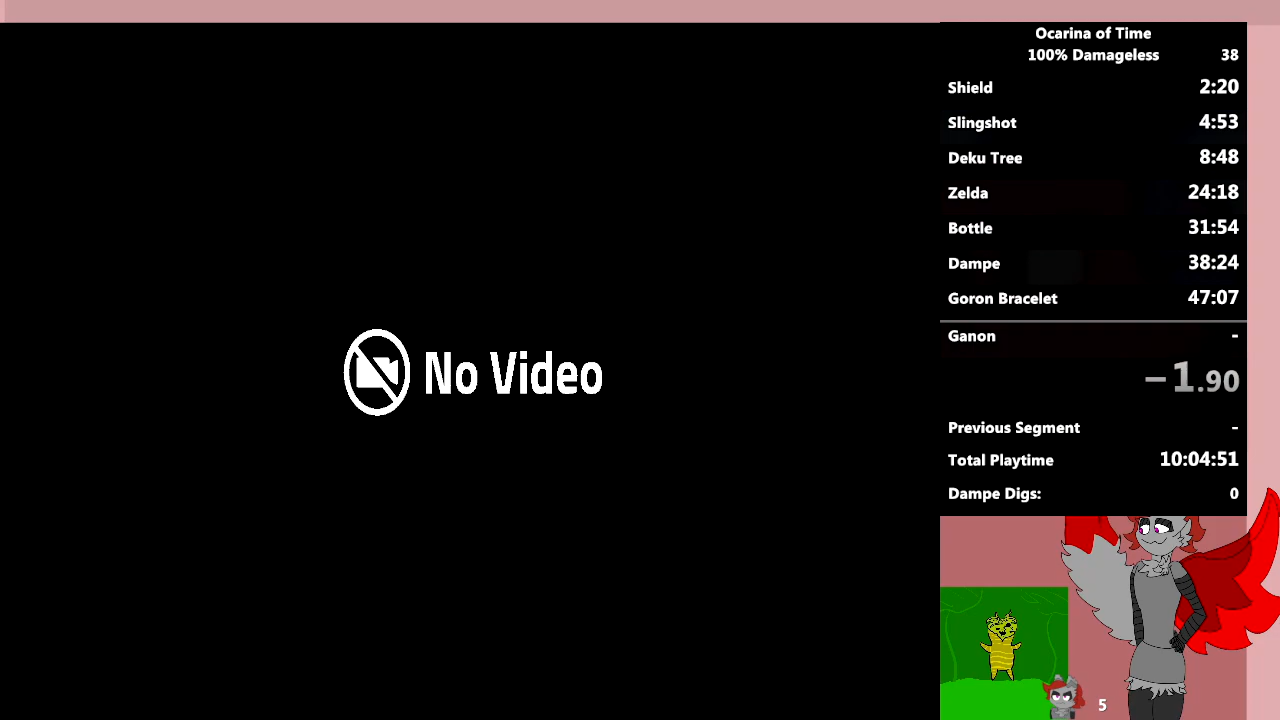 No Video
Ocarina of Time
100% Damageless 38
Shield 2:20
Slingshot 4:53
Deku Tree 8:48
Zelda 24:18
Bottle 31:54
Dampe 38:24
Goron Bracelet 47:07
Ganon -
−1.90
Previous Segment -
Total Playtime 10:04:51
Dampe Digs: 0
5